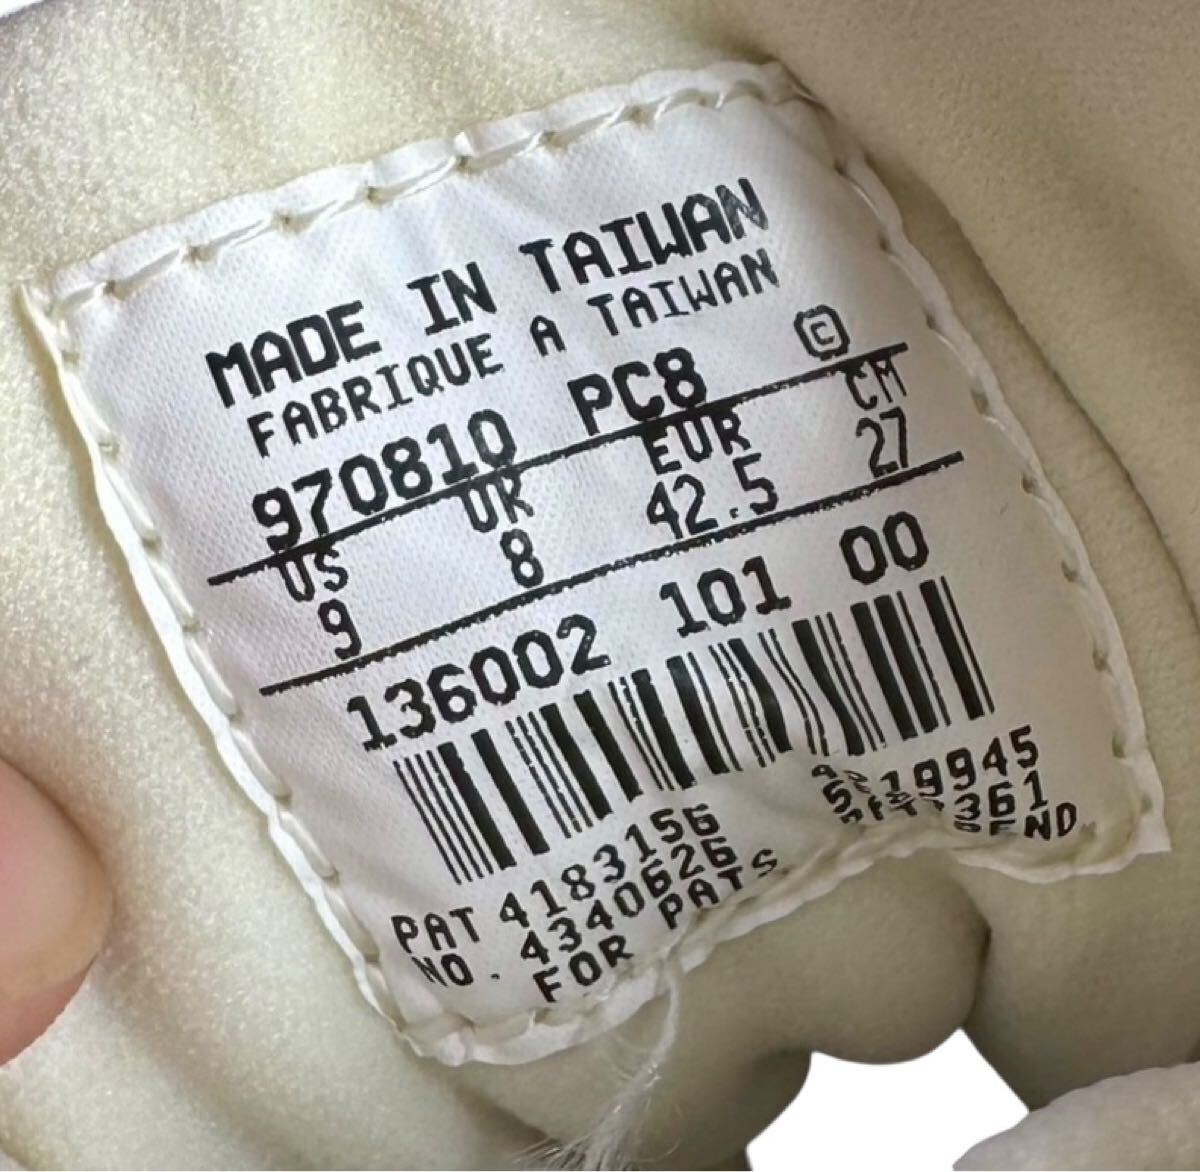 MADE IN TAIWAN
FABRIQUE A TAIWAN
970810 PC8 ©
US UK EUR CM
9 8 42.5 27
136002 101 00
PAT 4183156
NO. 4340626 5319945 361
FOR PATS. PEND